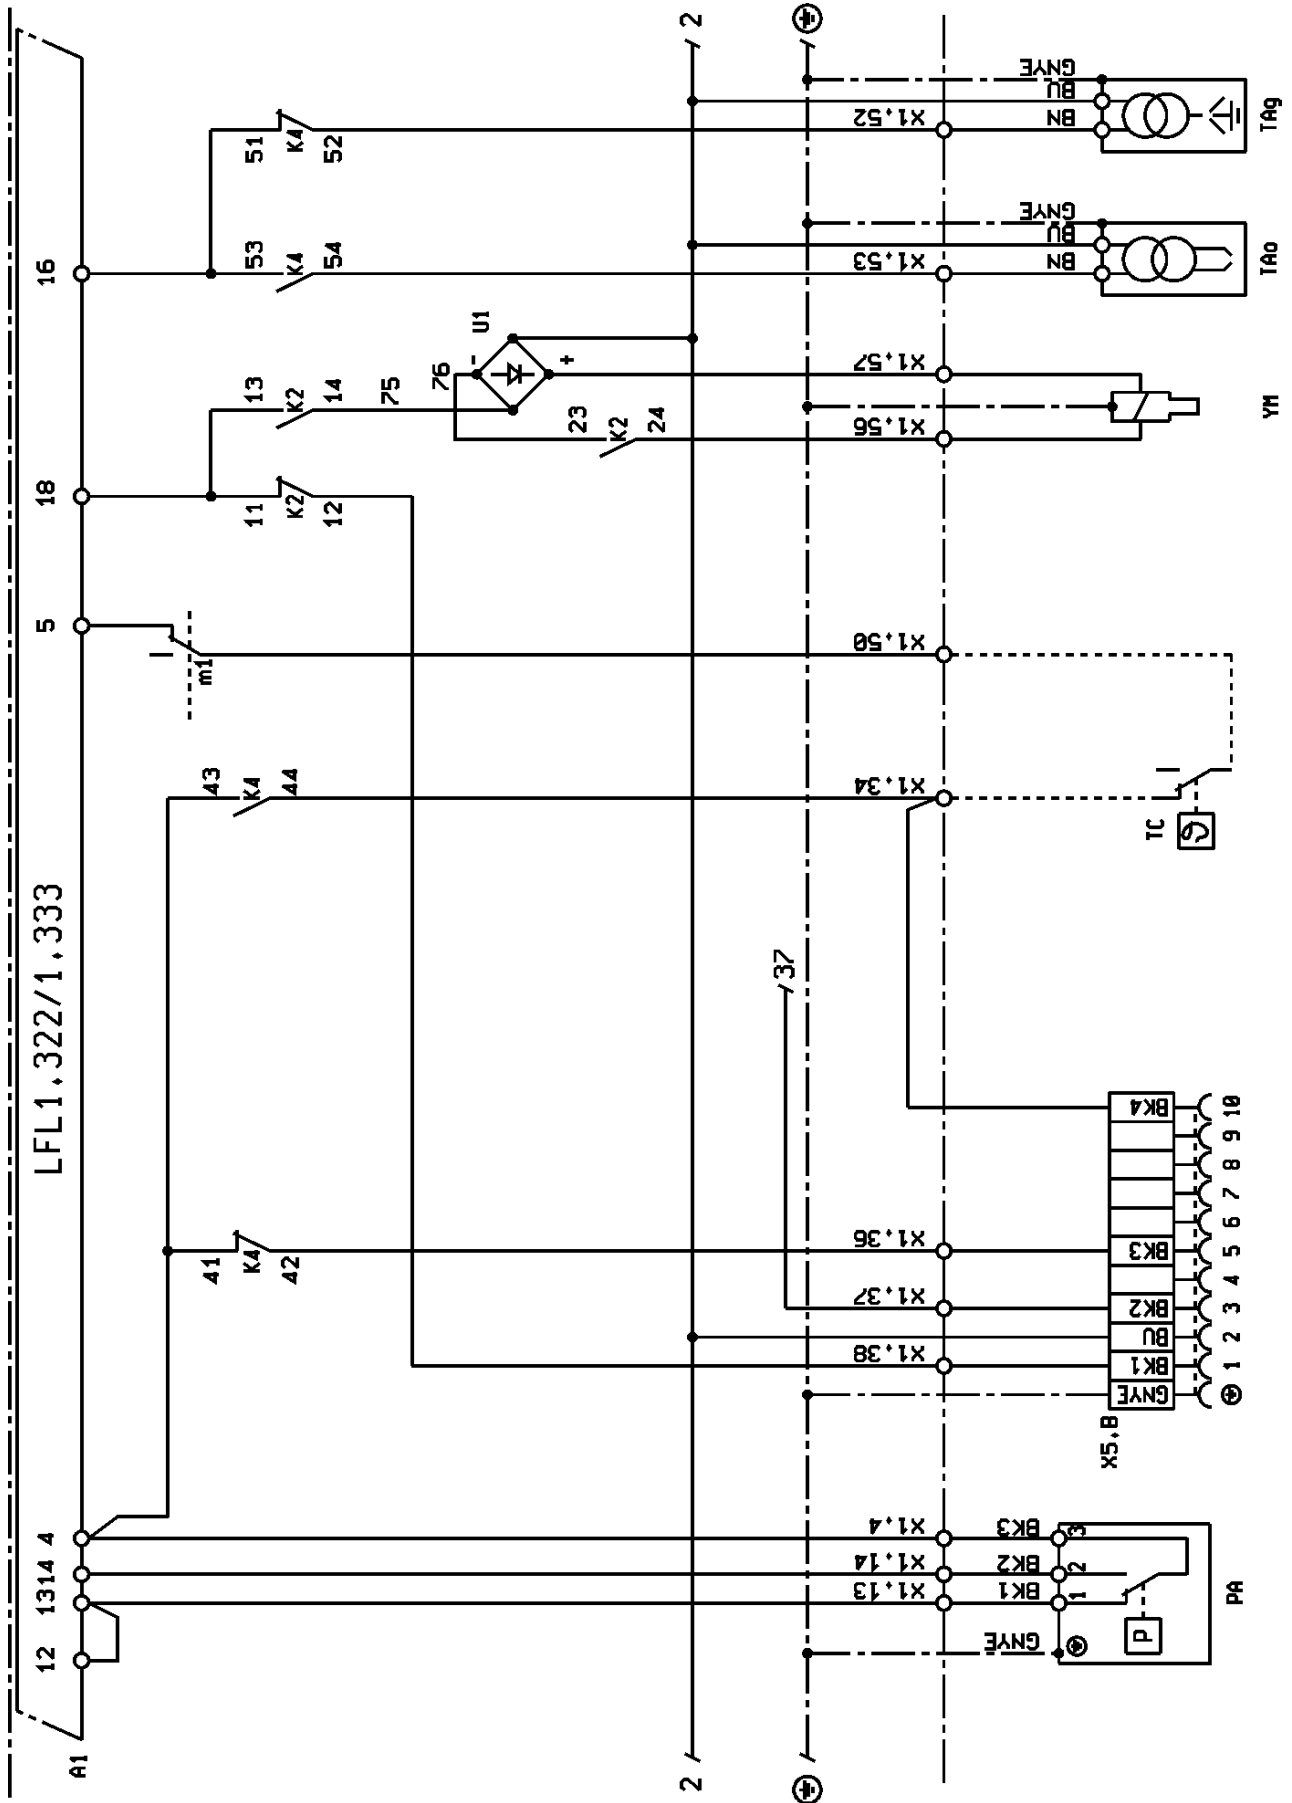 A1
LFL1.322/1.333
12
13
14
4
5
18
16
41
K4
42
43
K4
44
m1
11
K2
12
13
K2
14
75
76
U1
-
+
23
K2
24
53
K4
54
51
K4
52
2
2
37
X1.13
X1.14
X1.4
X1.38
X1.37
X1.36
X1.34
X1.50
X1.56
X1.57
X1.53
X1.52
GNYE
BK1
BK2
BK3
1
2
3
P
PA
X5.B
GNYE
BK1
BU
BK2
BK3
BK4
1
2
3
4
5
6
7
8
9
10
TC
YM
BN
BU
GNYE
TAo
BN
BU
GNYE
TAg